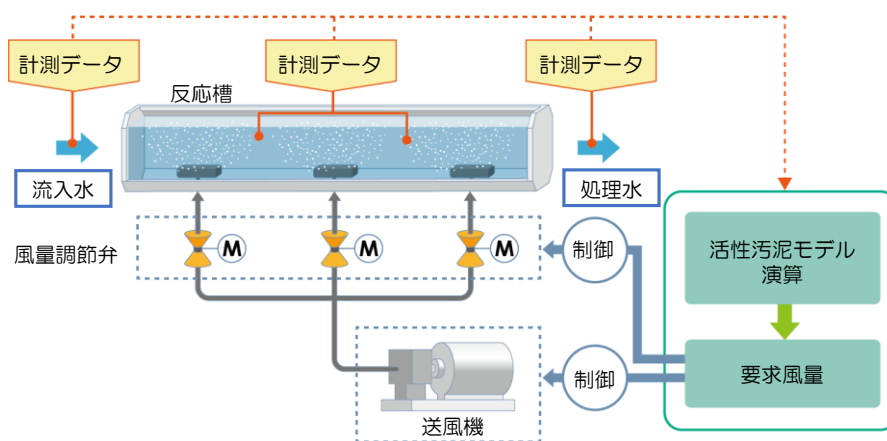 計測データ
計測データ
計測データ
反応槽
流入水
処理水
風量調節弁
M
M
M
制御
活性汚泥モデル
演算
制御
要求風量
送風機